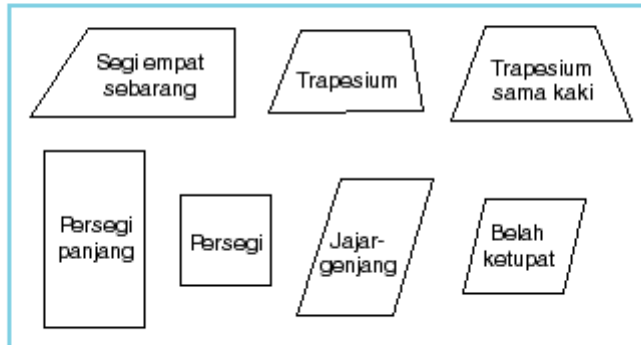 Segi empat
sebarang
Trapesium
Trapesium
sama kaki
Persegi
panjang
Persegi
Jajar-
genjang
Belah
ketupat